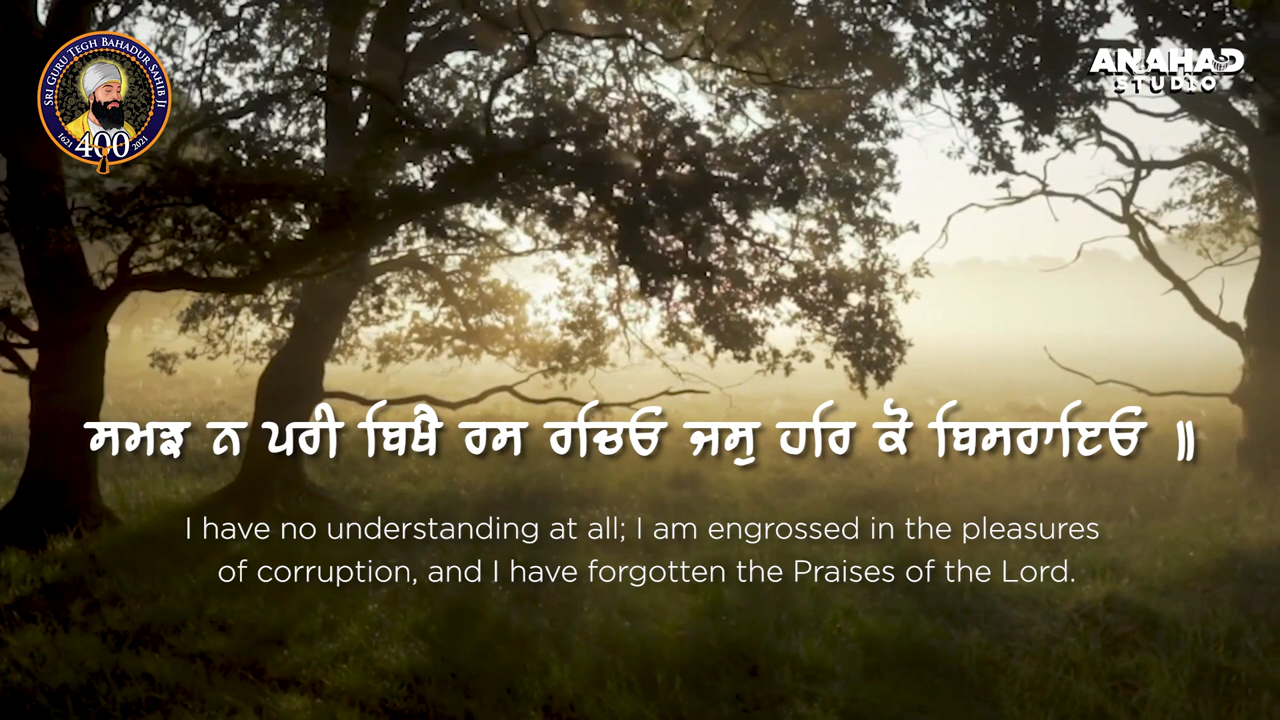 SRI GURU TEGH BAHADUR SAHIB JI
1621 400 2021
ANAHAD
STUDIO
ਸਮਝ ਨ ਪਰੀ ਬਿਖੈ ਰਸ ਰਚਿਓ ਜਸੁ ਹਰਿ ਕੋ ਬਿਸਰਾਇਓ ॥
I have no understanding at all; I am engrossed in the pleasures
of corruption, and I have forgotten the Praises of the Lord.